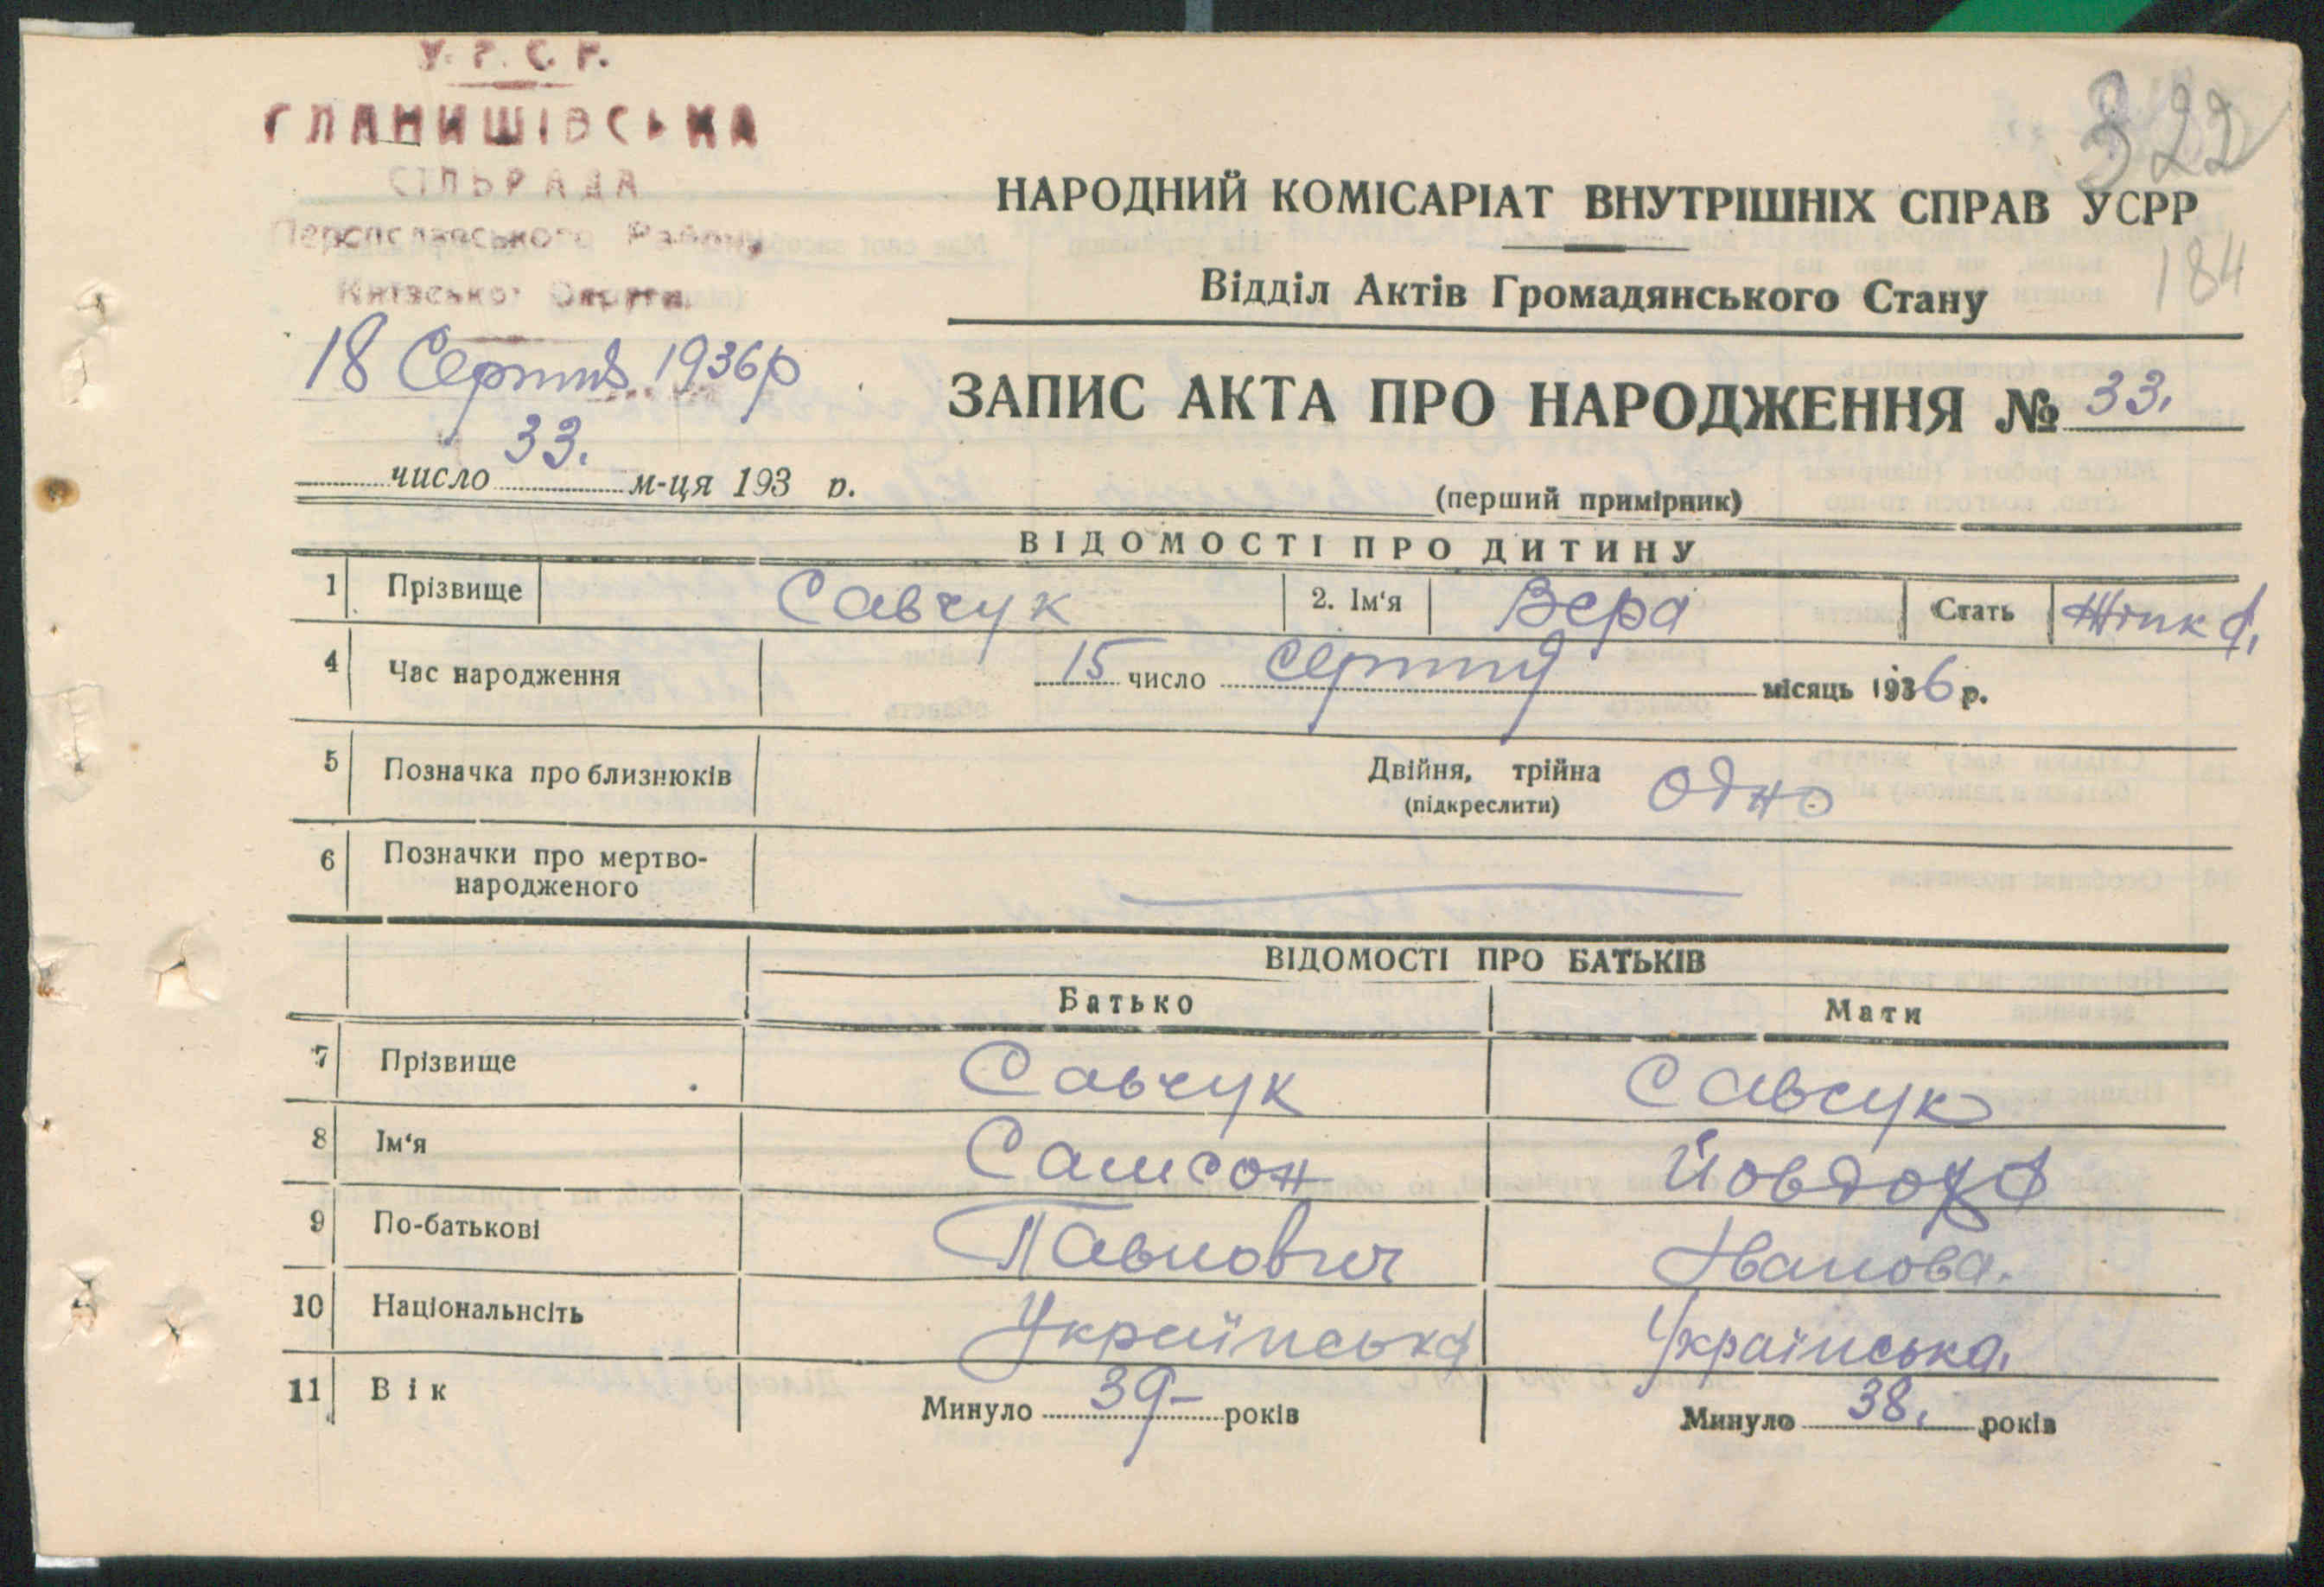 У.Р.С.Р.
ГЛАНИШІВСЬКА
СІЛЬРАДА
Переяславського Району
Київської Округи
322
184
НАРОДНИЙ КОМІСАРІАТ ВНУТРІШНІХ СПРАВ УСРР
Відділ Актів Громадянського Стану
18 Серпня 1936р
ЗАПИС АКТА ПРО НАРОДЖЕННЯ № 33.
33.
число м-ця 193 р.
(перший примірник)
ВІДОМОСТІ ПРО ДИТИНУ
1 Прізвище Савчук 2. Ім'я Вера Стать
4 Час народження 15 число серпня місяць 1936 р.
5 Позначка про близнюків Двійня, трійна одно
(підкреслити)
6 Позначки про мертво-
народженого
ВІДОМОСТІ ПРО БАТЬКІВ
Батько Мати
7 Прізвище Савчук Савчук
8 Ім'я Самсон Йовдоха
9 По-батькові Павлович Іванова.
10 Національнсіть Українська Українська.
11 Вік Минуло 39- років Минуло 38. років